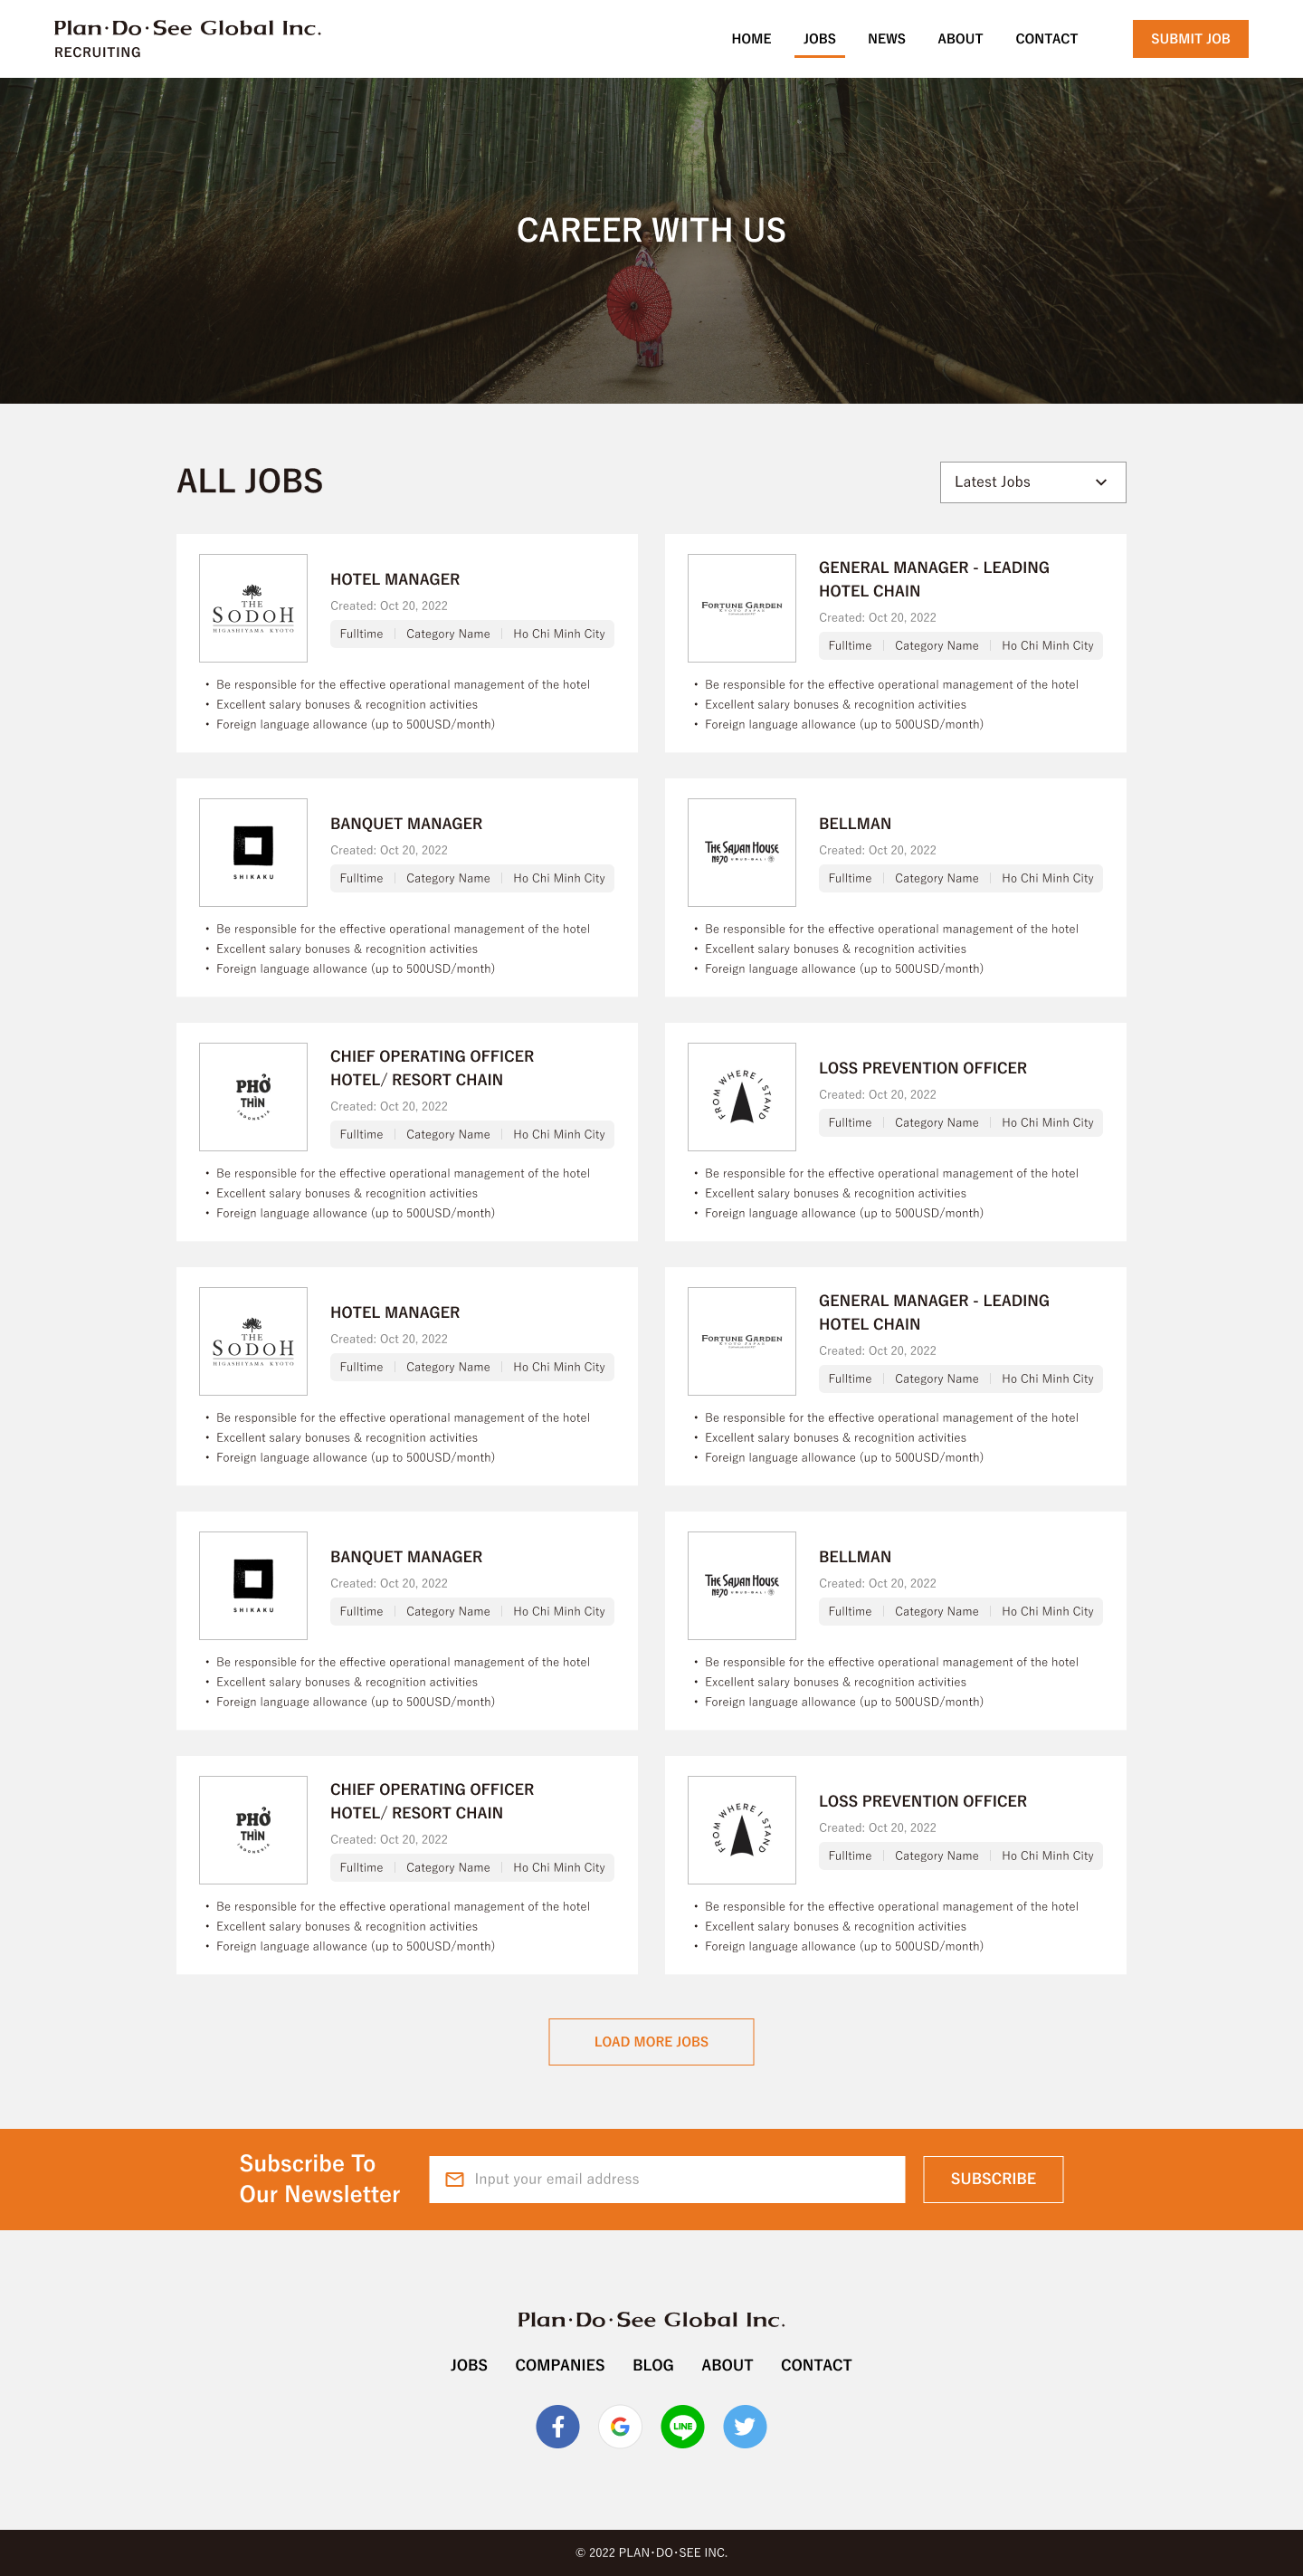 Plan·Do·See Global Inc.
RECRUITING
HOME JOBS NEWS ABOUT CONTACT SUBMIT JOB
CAREER WITH US
ALL JOBS
Latest Jobs
THE
SODOH
HIGASHIYAMA KYOTO
HOTEL MANAGER
Created: Oct 20, 2022
Fulltime Category Name Ho Chi Minh City
• Be responsible for the effective operational management of the hotel
• Excellent salary bonuses & recognition activities
• Foreign language allowance (up to 500USD/month)
FORTUNE GARDEN
KYOTO JAPAN
GENERAL MANAGER - LEADING
HOTEL CHAIN
Created: Oct 20, 2022
Fulltime Category Name Ho Chi Minh City
• Be responsible for the effective operational management of the hotel
• Excellent salary bonuses & recognition activities
• Foreign language allowance (up to 500USD/month)
SHIKAKU
BANQUET MANAGER
Created: Oct 20, 2022
Fulltime Category Name Ho Chi Minh City
• Be responsible for the effective operational management of the hotel
• Excellent salary bonuses & recognition activities
• Foreign language allowance (up to 500USD/month)
THE SAYAN HOUSE
No70 UBUD-BALI
BELLMAN
Created: Oct 20, 2022
Fulltime Category Name Ho Chi Minh City
• Be responsible for the effective operational management of the hotel
• Excellent salary bonuses & recognition activities
• Foreign language allowance (up to 500USD/month)
PHỞ
THÌN
INDONESIA
CHIEF OPERATING OFFICER
HOTEL/ RESORT CHAIN
Created: Oct 20, 2022
Fulltime Category Name Ho Chi Minh City
• Be responsible for the effective operational management of the hotel
• Excellent salary bonuses & recognition activities
• Foreign language allowance (up to 500USD/month)
FROM WHERE I STAND
LOSS PREVENTION OFFICER
Created: Oct 20, 2022
Fulltime Category Name Ho Chi Minh City
• Be responsible for the effective operational management of the hotel
• Excellent salary bonuses & recognition activities
• Foreign language allowance (up to 500USD/month)
THE
SODOH
HIGASHIYAMA KYOTO
HOTEL MANAGER
Created: Oct 20, 2022
Fulltime Category Name Ho Chi Minh City
• Be responsible for the effective operational management of the hotel
• Excellent salary bonuses & recognition activities
• Foreign language allowance (up to 500USD/month)
FORTUNE GARDEN
KYOTO JAPAN
GENERAL MANAGER - LEADING
HOTEL CHAIN
Created: Oct 20, 2022
Fulltime Category Name Ho Chi Minh City
• Be responsible for the effective operational management of the hotel
• Excellent salary bonuses & recognition activities
• Foreign language allowance (up to 500USD/month)
SHIKAKU
BANQUET MANAGER
Created: Oct 20, 2022
Fulltime Category Name Ho Chi Minh City
• Be responsible for the effective operational management of the hotel
• Excellent salary bonuses & recognition activities
• Foreign language allowance (up to 500USD/month)
THE SAYAN HOUSE
No70 UBUD-BALI
BELLMAN
Created: Oct 20, 2022
Fulltime Category Name Ho Chi Minh City
• Be responsible for the effective operational management of the hotel
• Excellent salary bonuses & recognition activities
• Foreign language allowance (up to 500USD/month)
PHỞ
THÌN
INDONESIA
CHIEF OPERATING OFFICER
HOTEL/ RESORT CHAIN
Created: Oct 20, 2022
Fulltime Category Name Ho Chi Minh City
• Be responsible for the effective operational management of the hotel
• Excellent salary bonuses & recognition activities
• Foreign language allowance (up to 500USD/month)
FROM WHERE I STAND
LOSS PREVENTION OFFICER
Created: Oct 20, 2022
Fulltime Category Name Ho Chi Minh City
• Be responsible for the effective operational management of the hotel
• Excellent salary bonuses & recognition activities
• Foreign language allowance (up to 500USD/month)
LOAD MORE JOBS
Subscribe To
Our Newsletter
Input your email address
SUBSCRIBE
Plan·Do·See Global Inc.
JOBS COMPANIES BLOG ABOUT CONTACT
LINE
© 2022 PLAN･DO･SEE INC.